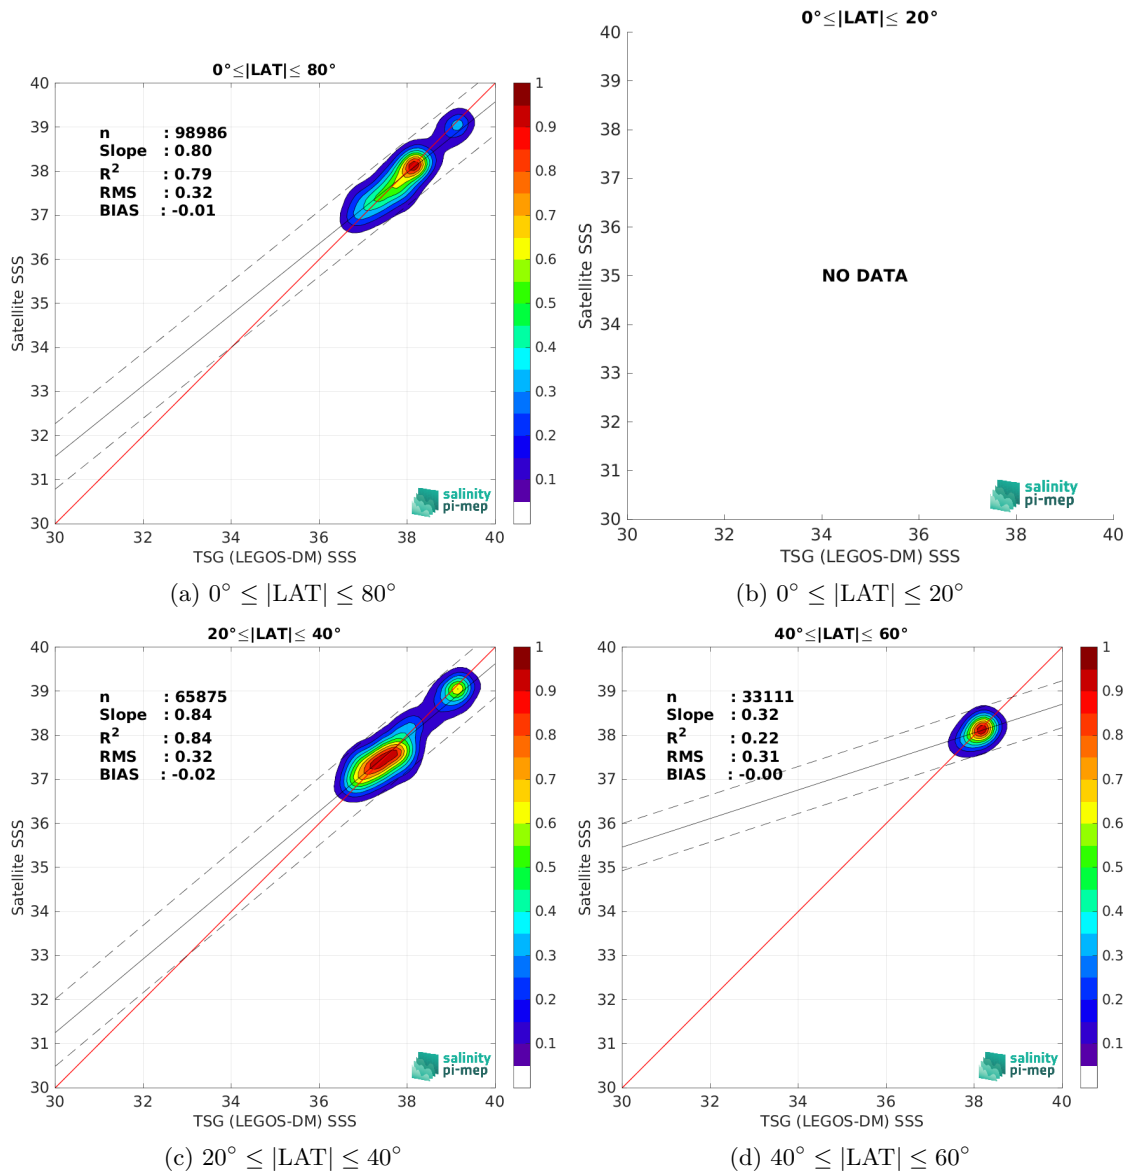 0°≤|LAT|≤ 80°
40
39
38
37
36
35
34
33
32
31
30
Satellite SSS
n : 98986
Slope : 0.80
R² : 0.79
RMS : 0.32
BIAS : -0.01
salinity
pi-mep
30 32 34 36 38 40
TSG (LEGOS-DM) SSS
1
0.9
0.8
0.7
0.6
0.5
0.4
0.3
0.2
0.1
(a) 0° ≤ |LAT| ≤ 80°
0°≤|LAT|≤ 20°
40
39
38
37
36
35
34
33
32
31
30
Satellite SSS
NO DATA
salinity
pi-mep
30 32 34 36 38 40
TSG (LEGOS-DM) SSS
(b) 0° ≤ |LAT| ≤ 20°
20°≤|LAT|≤ 40°
40
39
38
37
36
35
34
33
32
31
30
Satellite SSS
n : 65875
Slope : 0.84
R² : 0.84
RMS : 0.32
BIAS : -0.02
salinity
pi-mep
30 32 34 36 38 40
TSG (LEGOS-DM) SSS
1
0.9
0.8
0.7
0.6
0.5
0.4
0.3
0.2
0.1
(c) 20° ≤ |LAT| ≤ 40°
40°≤|LAT|≤ 60°
40
39
38
37
36
35
34
33
32
31
30
Satellite SSS
n : 33111
Slope : 0.32
R² : 0.22
RMS : 0.31
BIAS : -0.00
salinity
pi-mep
30 32 34 36 38 40
TSG (LEGOS-DM) SSS
1
0.9
0.8
0.7
0.6
0.5
0.4
0.3
0.2
0.1
(d) 40° ≤ |LAT| ≤ 60°